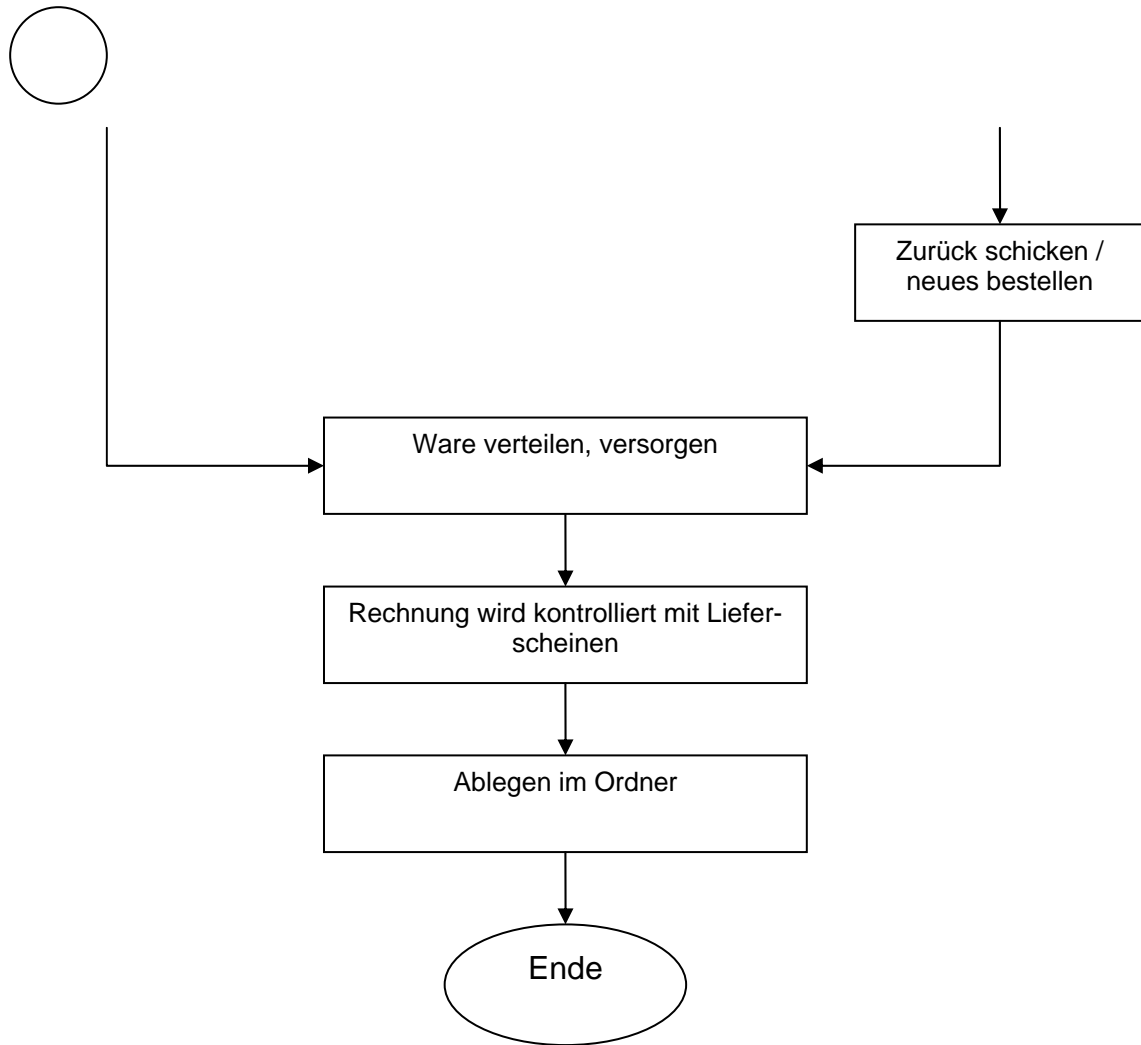 Zurück schicken /
neues bestellen
Ware verteilen, versorgen
Rechnung wird kontrolliert mit Liefer-
scheinen
Ablegen im Ordner
Ende